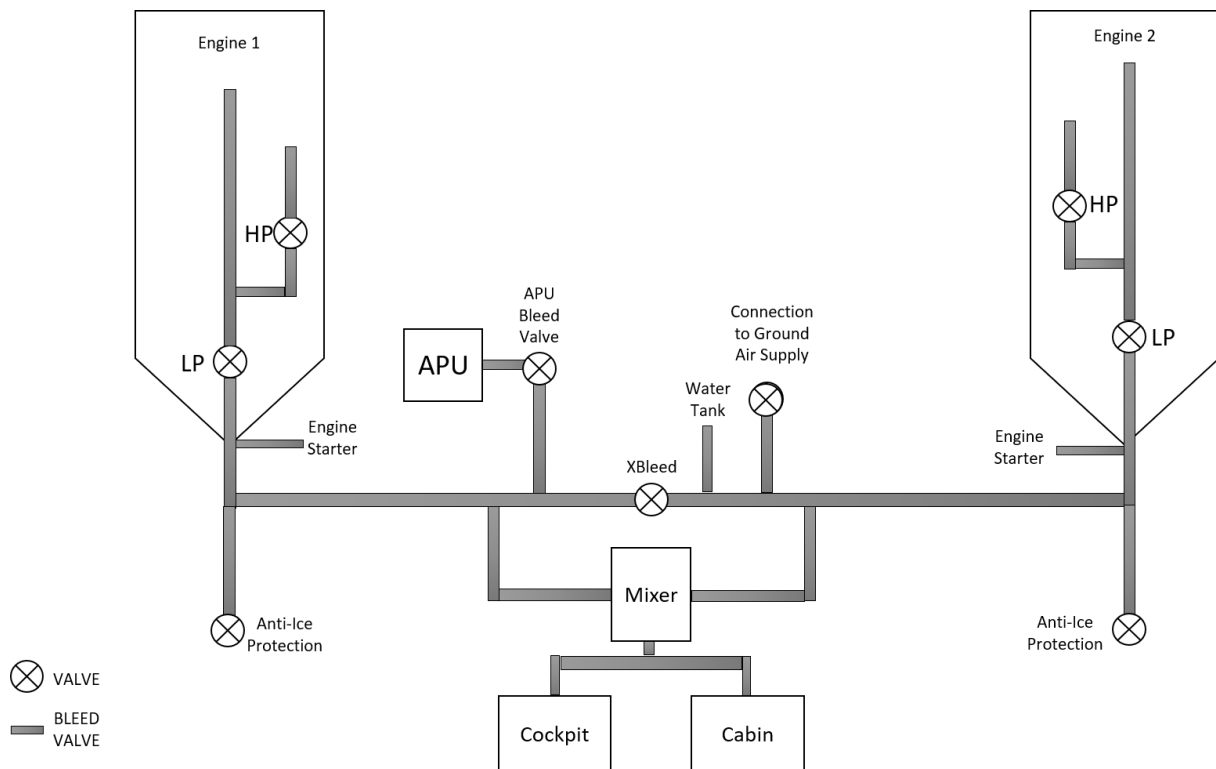 Engine 1
Engine 2
HP
HP
APU
Bleed
Valve
Connection
to Ground
Air Supply
LP
LP
APU
Water
Tank
Engine
Starter
Engine
Starter
XBleed
Mixer
Anti-Ice
Protection
Anti-Ice
Protection
VALVE
BLEED
VALVE
Cockpit
Cabin